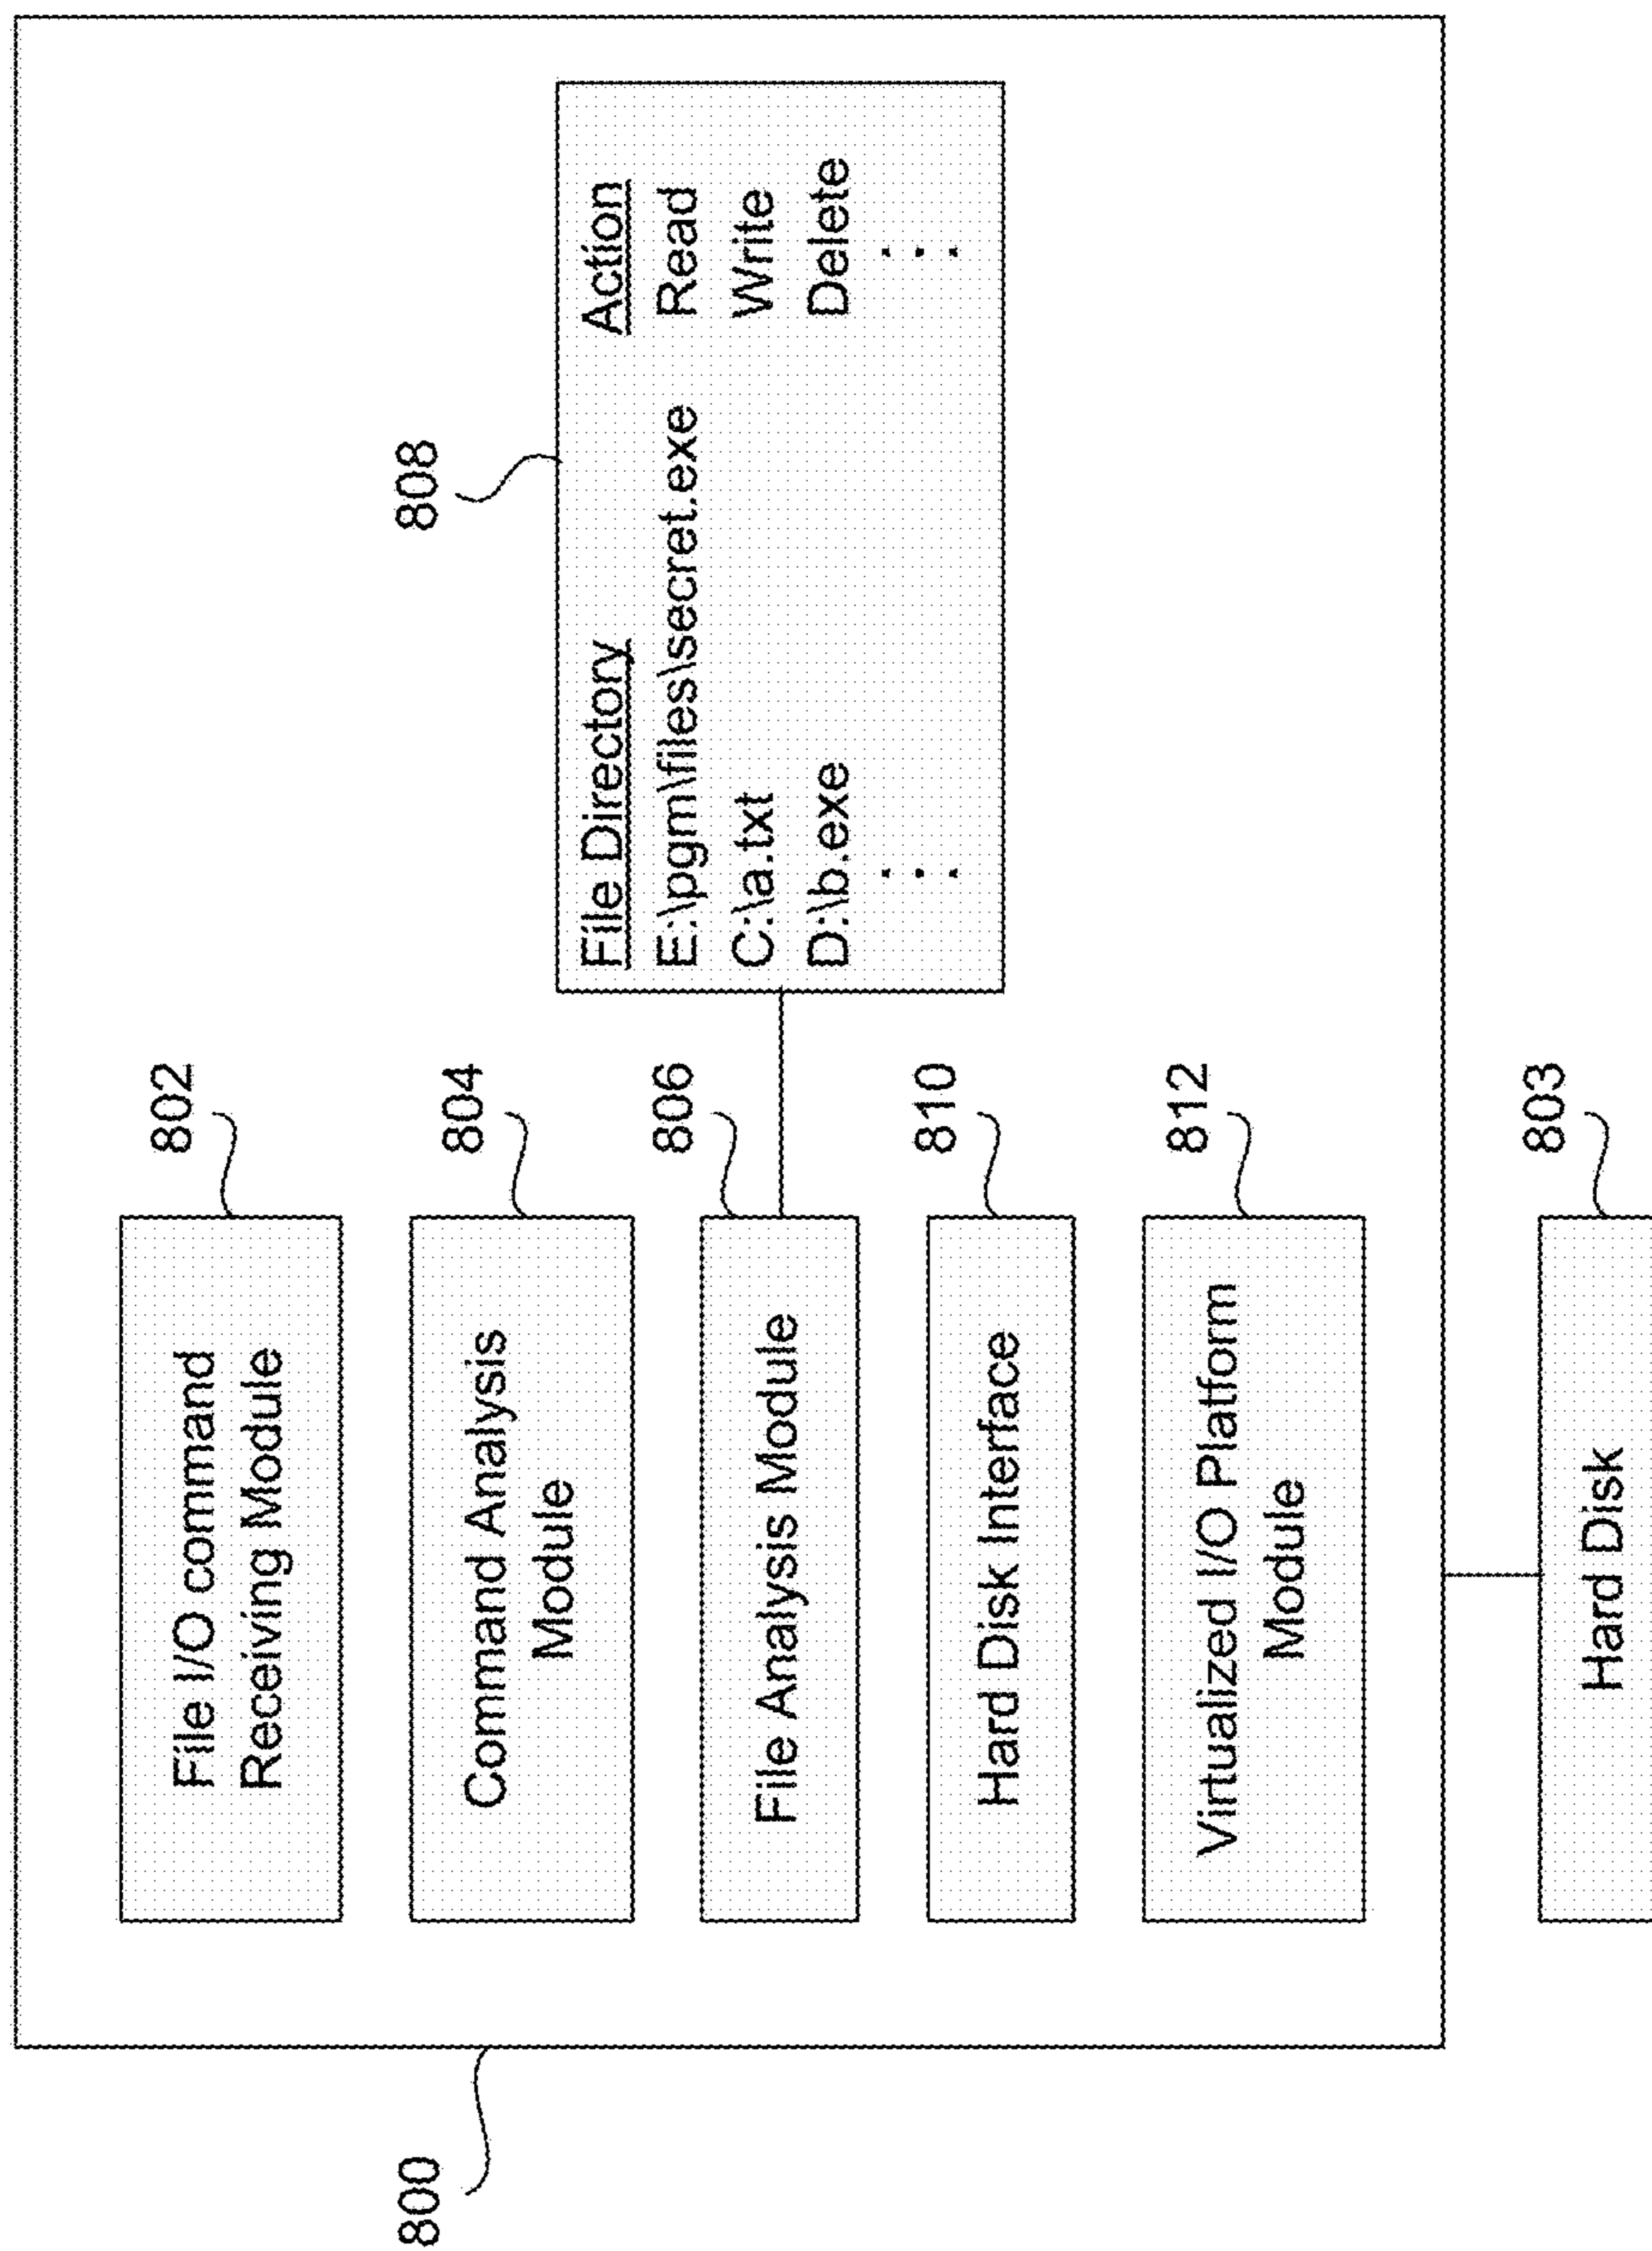 802
File I/O command
Receiving Module
804
Command Analysis
Module
808
806
File Analysis Module
File Directory Action
E:\pgm\files\secret.exe Read
C:\a.txt Write
D:\b.exe Delete
. .
. .
. .
810
Hard Disk Interface
812
Virtualized I/O Platform
Module
800
803
Hard Disk